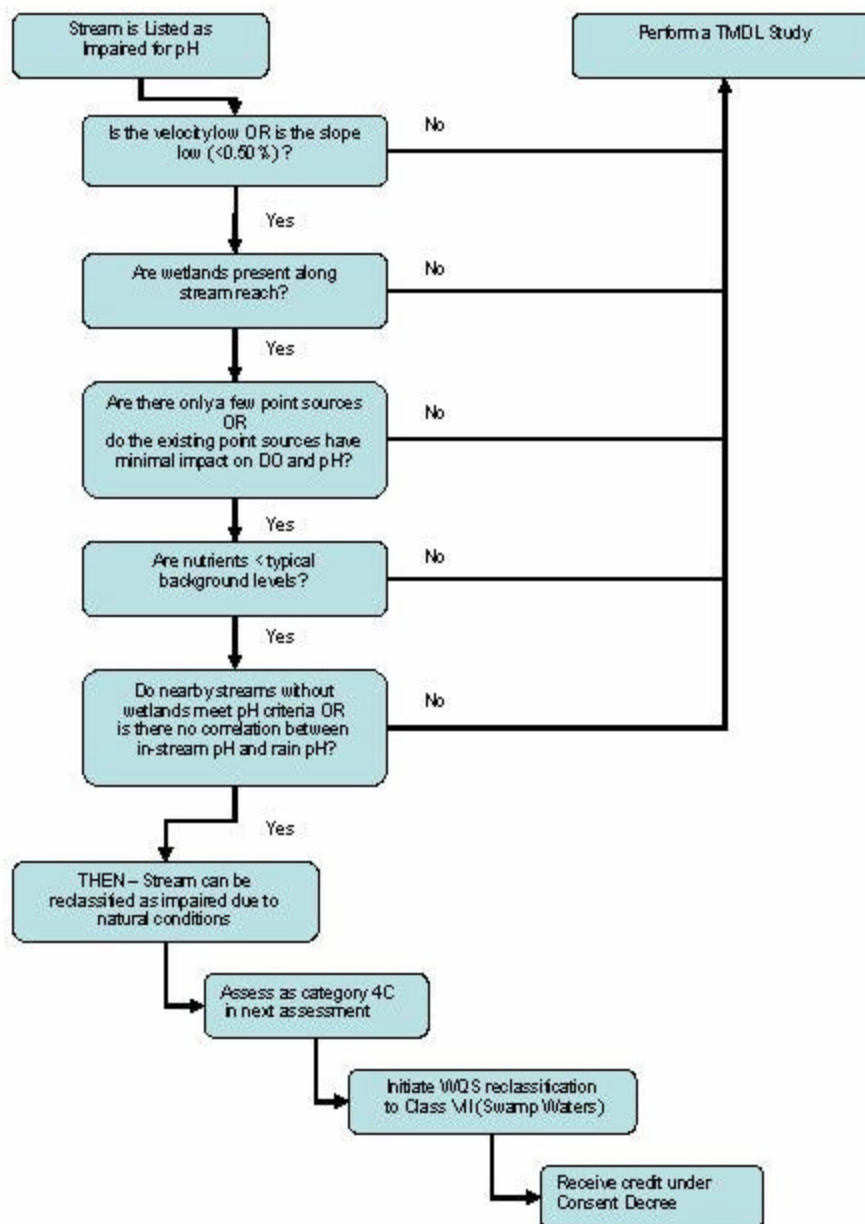 Stream is Listed as
Impaired for pH
Perform a TMDL Study
Is the velocity low OR is the slope
low (<0.50%) ?
No
Yes
Are wetlands present along
stream reach?
No
Yes
Are there only a few point sources
OR
do the existing point sources have
minimal impact on DO and pH?
No
Yes
Are nutrients < typical
background levels?
No
Yes
Do nearby streams without
wetlands meet pH criteria OR
is there no correlation between
in-stream pH and rain pH?
No
Yes
THEN – Stream can be
reclassified as impaired due to
natural conditions
Assess as category 4C
in next assessment
Initiate WQS reclassification
to Class VII (Swamp Waters)
Receive credit under
Consent Decree